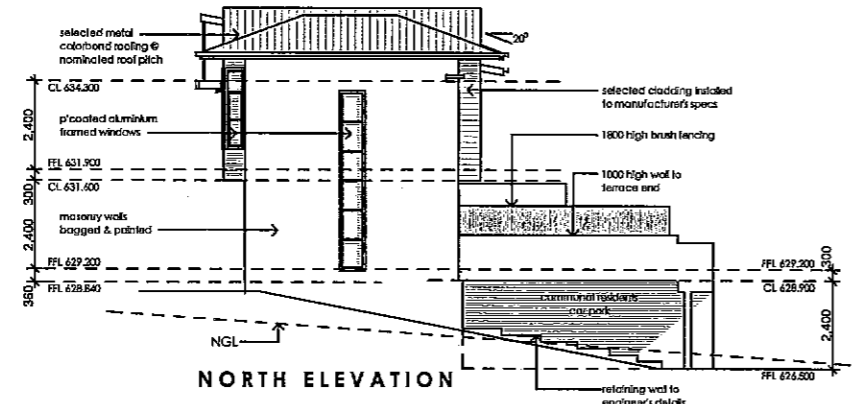 selected metal
colorbond roofing @
nominated roof pitch
20°
CL 634.300
selected cladding installed
to manufacturer's specs
2,400
p'coated aluminium
framed windows
1800 high brush fencing
FFL 631.900
1000 high wall to
terrace end
300
CL 631.600
masonry walls
bagged & painted
2,400
FFL 629.200
FFL 629.200
300
360
FFL 628.840
CL 628.900
communal resident's
car park
2,400
NGL
FFL 626.500
NORTH ELEVATION
retaining wall to
engineer's details